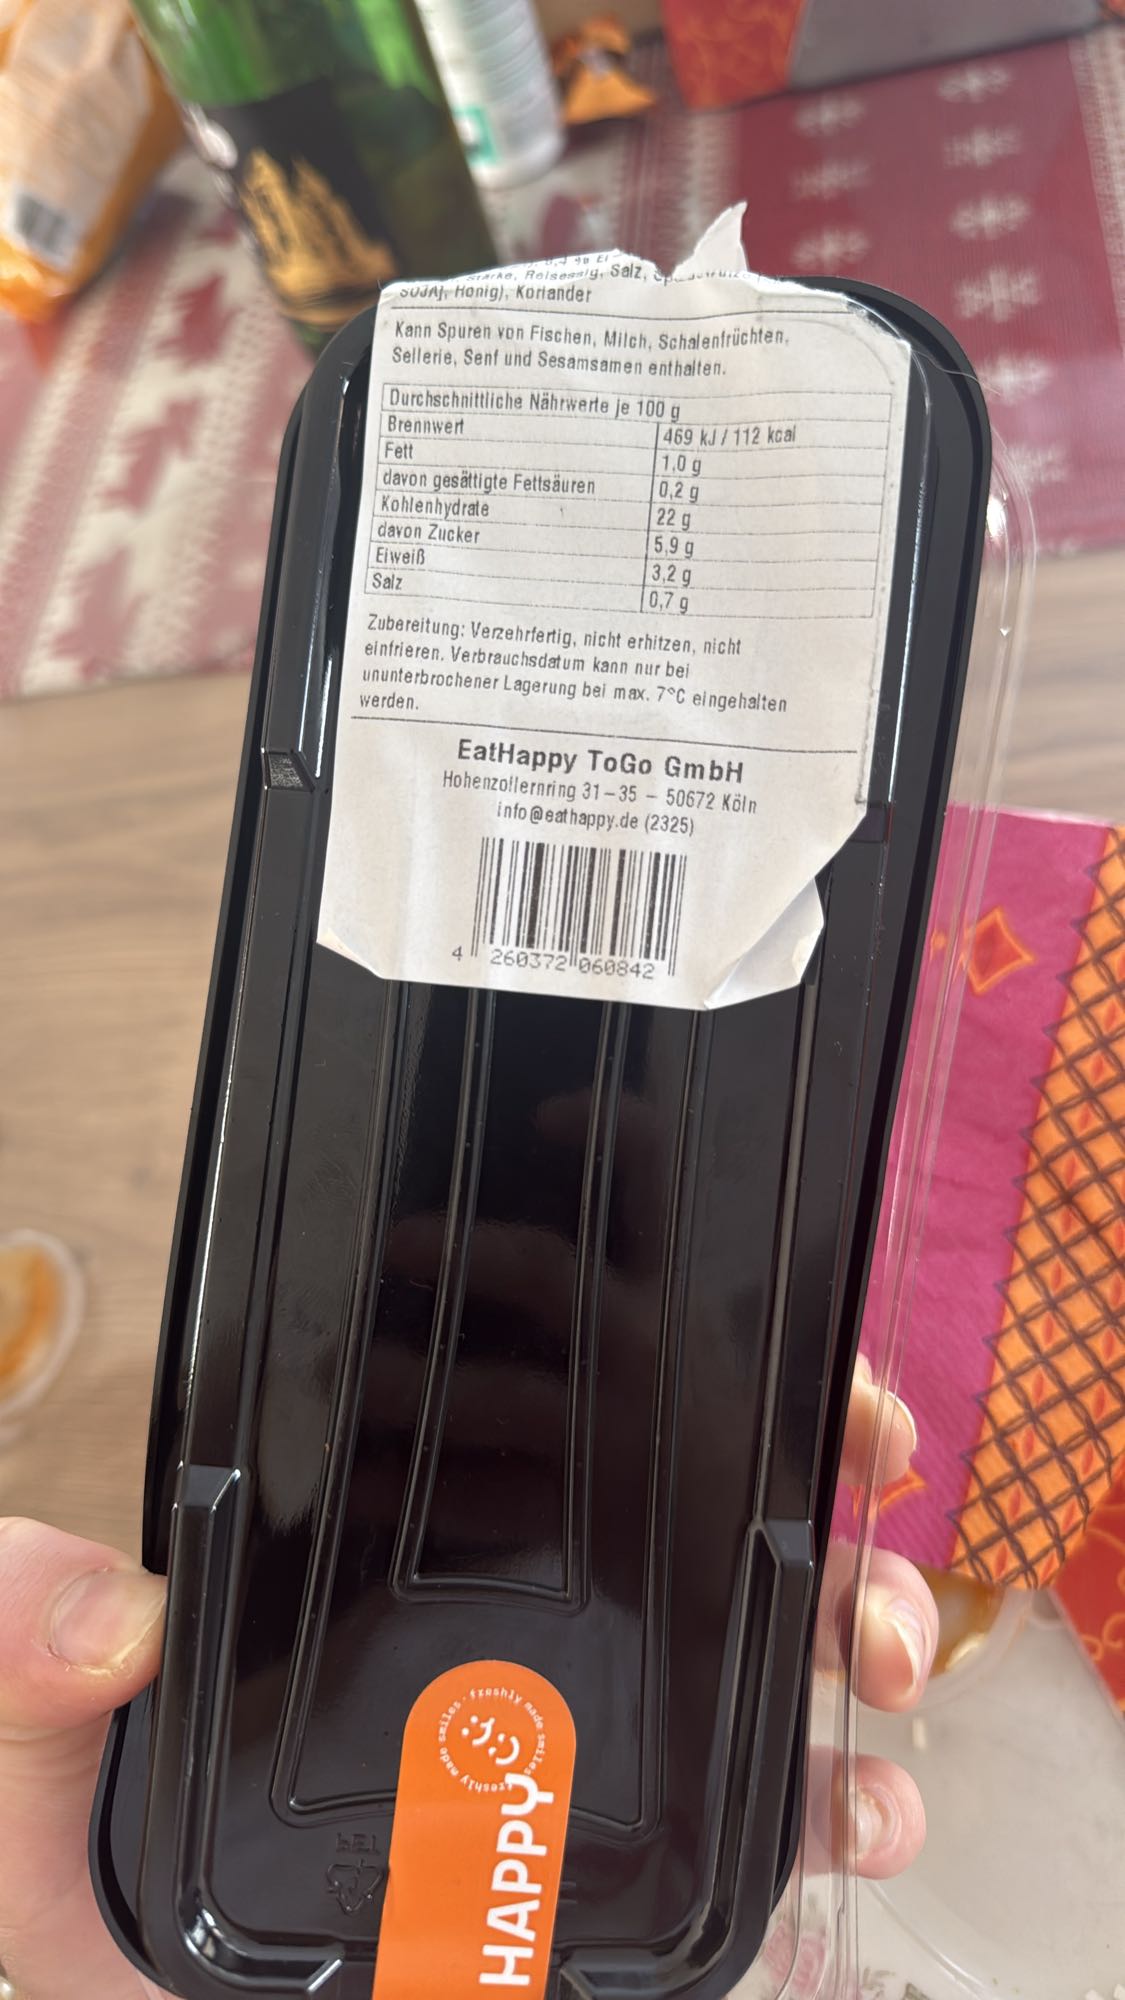 Stärke, Reisessig, Salz,
SOJA), Honig), Koriander
Kann Spuren von Fischen, Milch, Schalenfrüchten,
Sellerie, Senf und Sesamsamen enthalten.
Durchschnittliche Nährwerte je 100 g
Brennwert 469 kJ / 112 kcal
Fett 1,0 g
davon gesättigte Fettsäuren 0,2 g
Kohlenhydrate 22 g
davon Zucker 5,9 g
Eiweiß 3,2 g
Salz 0,7 g
Zubereitung: Verzehrfertig, nicht erhitzen, nicht
einfrieren. Verbrauchsdatum kann nur bei
ununterbrochener Lagerung bei max. 7°C eingehalten
werden.
EatHappy ToGo GmbH
Hohenzollernring 31-35 - 50672 Köln
info@eathappy.de (2325)
4 260372 060842
freshly made smiles · freshly made smiles
HAPPY